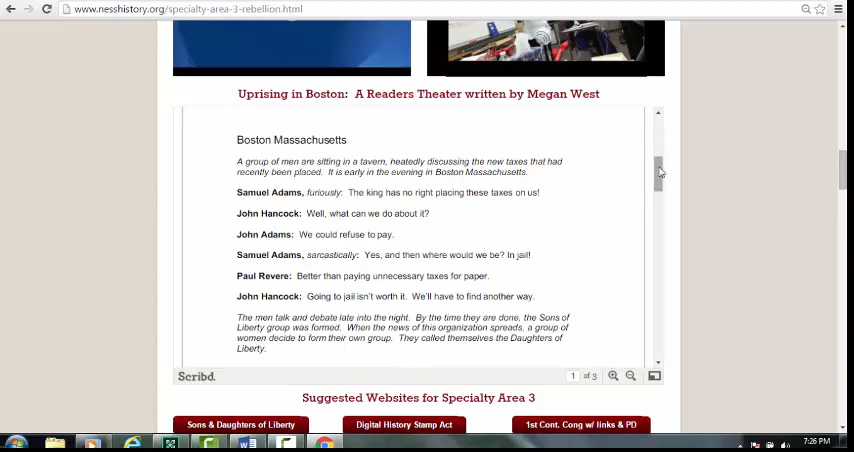 www.nesshistory.org/specialty-area-3-rebellion.html
Uprising in Boston: A Readers Theater written by Megan West
Boston Massachusetts
A group of men are sitting in a tavern, heatedly discussing the new taxes that had
recently been placed. It is early in the evening in Boston Massachusetts.
Samuel Adams, furiously: The king has no right placing these taxes on us!
John Hancock: Well, what can we do about it?
John Adams: We could refuse to pay.
Samuel Adams, sarcastically: Yes, and then where would we be? In jail!
Paul Revere: Better than paying unnecessary taxes for paper.
John Hancock: Going to jail isn't worth it. We'll have to find another way.
The men talk and debate late into the night. By the time they are done, the Sons of
Liberty group was formed. When the news of this organization spreads, a group of
women decide to form their own group. They called themselves the Daughters of
Liberty.
Scribd.
1 of 3
Suggested Websites for Specialty Area 3
Sons & Daughters of Liberty
Digital History Stamp Act
1st Cont. Cong w/ links & PD
7:26 PM